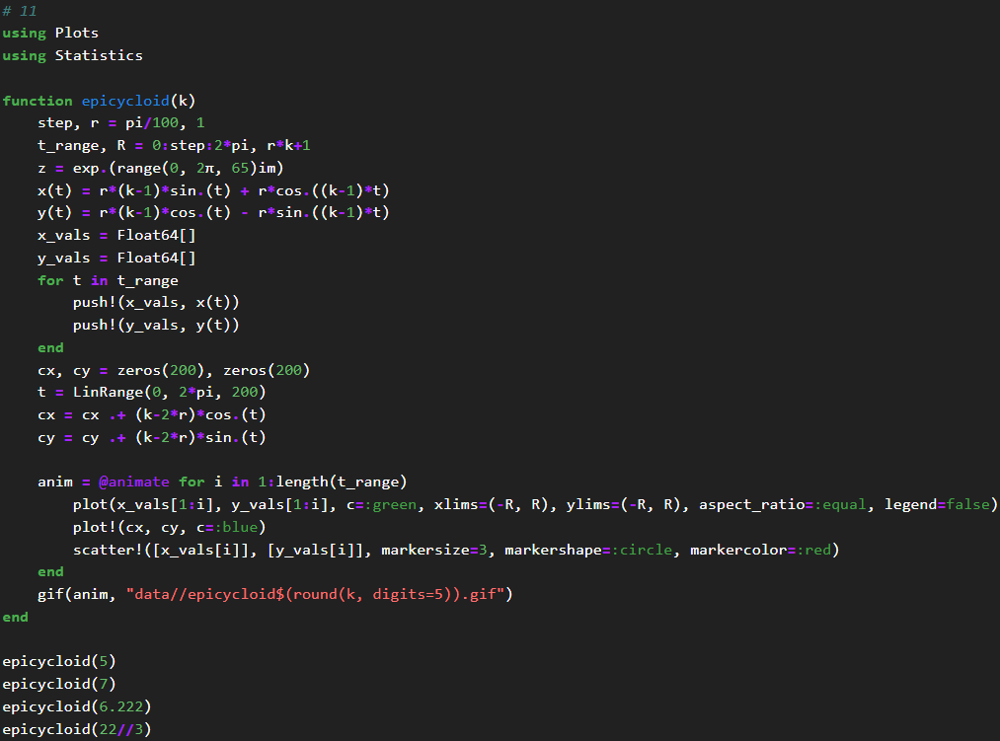 # 11
using Plots
using Statistics

function epicycloid(k)
    step, r = pi/100, 1
    t_range, R = 0:step:2*pi, r*k+1
    z = exp.(range(0, 2π, 65)im)
    x(t) = r*(k-1)*sin.(t) + r*cos.((k-1)*t)
    y(t) = r*(k-1)*cos.(t) - r*sin.((k-1)*t)
    x_vals = Float64[]
    y_vals = Float64[]
    for t in t_range
        push!(x_vals, x(t))
        push!(y_vals, y(t))
    end
    cx, cy = zeros(200), zeros(200)
    t = LinRange(0, 2*pi, 200)
    cx = cx .+ (k-2*r)*cos.(t)
    cy = cy .+ (k-2*r)*sin.(t)

    anim = @animate for i in 1:length(t_range)
        plot(x_vals[1:i], y_vals[1:i], c=:green, xlims=(-R, R), ylims=(-R, R), aspect_ratio=:equal, legend=false)
        plot!(cx, cy, c=:blue)
        scatter!([x_vals[i]], [y_vals[i]], markersize=3, markershape=:circle, markercolor=:red)
    end
    gif(anim, "data//epicycloid$(round(k, digits=5)).gif")
end

epicycloid(5)
epicycloid(7)
epicycloid(6.222)
epicycloid(22//3)